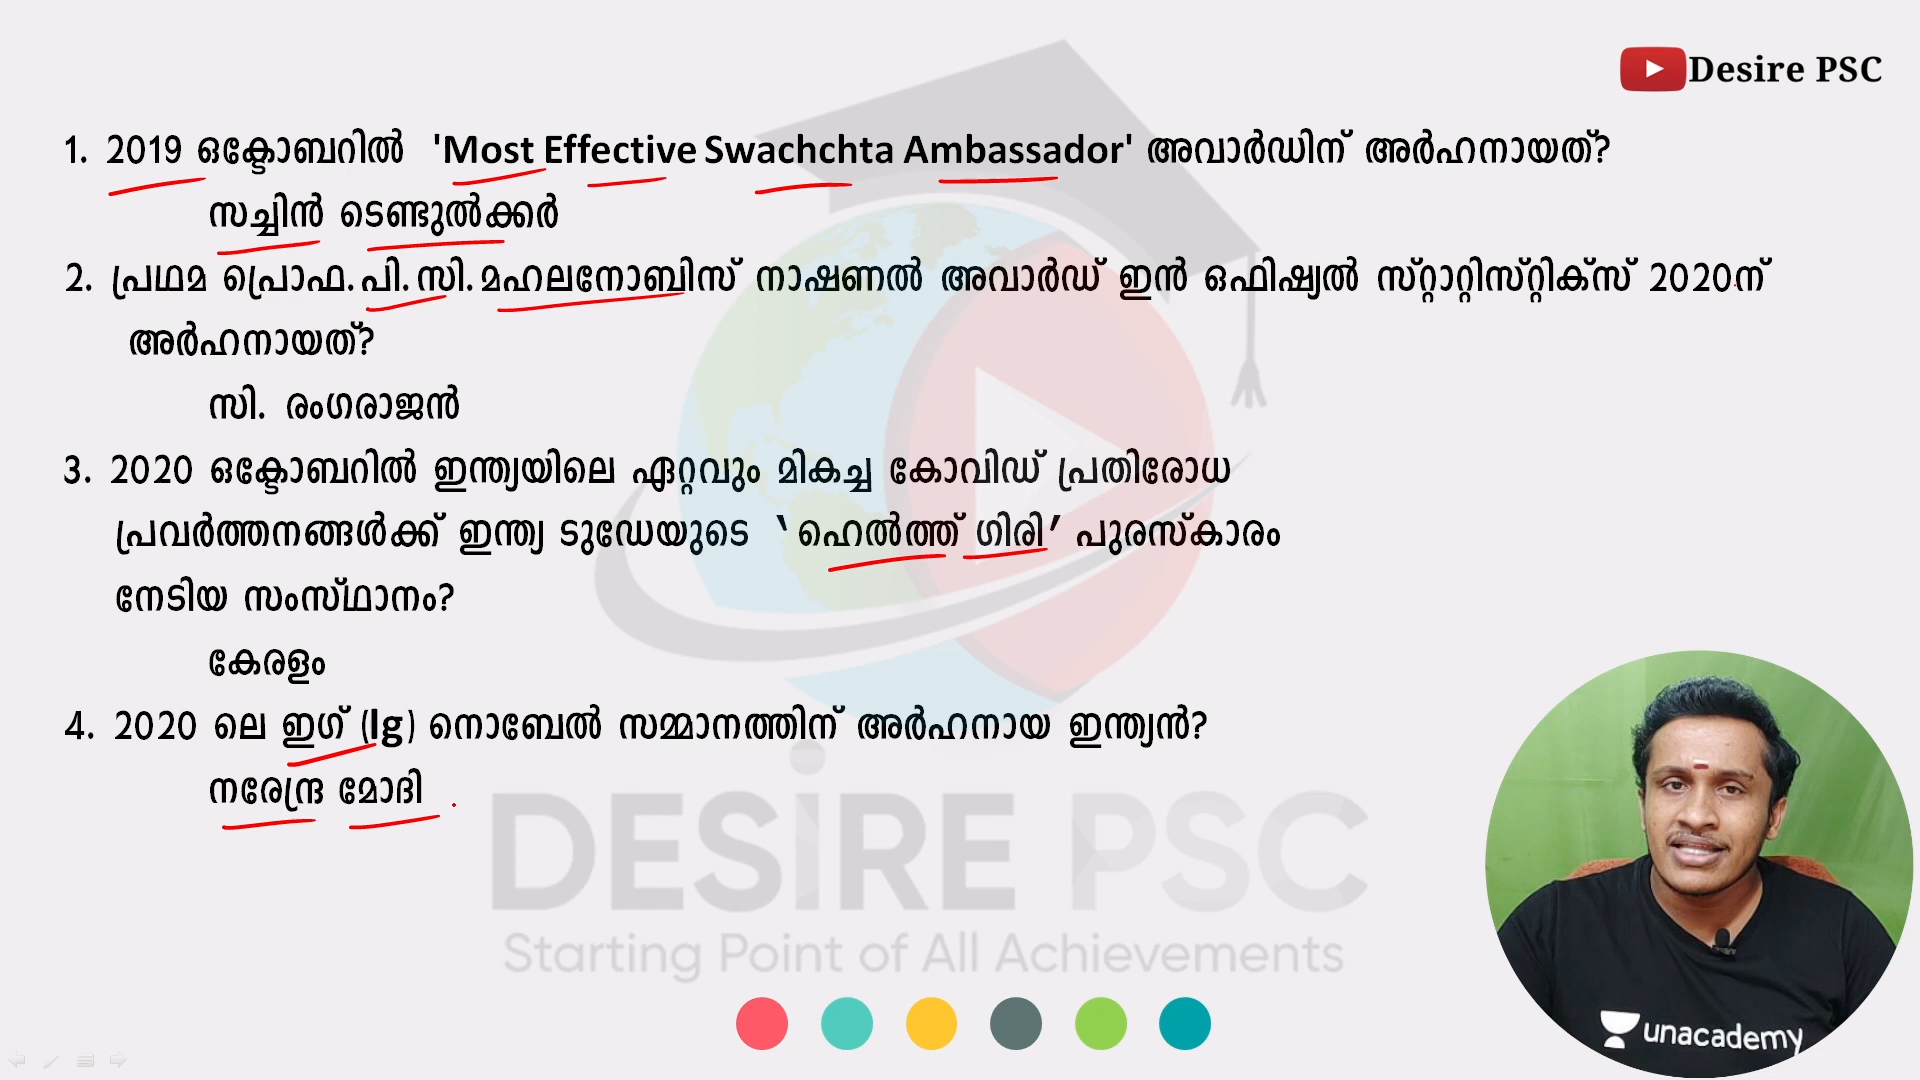 Desire PSC
1. 2019 ഒക്ടോബറിൽ 'Most Effective Swachchta Ambassador' അവാർഡിന് അർഹനായത്?
സച്ചിൻ ടെണ്ടുൽക്കർ
2. പ്രഥമ പ്രൊഫ.പി.സി.മഹലനോബിസ് നാഷണൽ അവാർഡ് ഇൻ ഒഫിഷ്യൽ സ്റ്റാറ്റിസ്റ്റിക്സ് 2020ന്
അർഹനായത്?
സി. രംഗരാജൻ
3. 2020 ഒക്ടോബറിൽ ഇന്ത്യയിലെ ഏറ്റവും മികച്ച കോവിഡ് പ്രതിരോധ
പ്രവർത്തനങ്ങൾക്ക് ഇന്ത്യ ടുഡേയുടെ ‘ഹെൽത്ത് ഗിരി’ പുരസ്കാരം
നേടിയ സംസ്ഥാനം?
കേരളം
4. 2020 ലെ ഇഗ് (Ig) നൊബേൽ സമ്മാനത്തിന് അർഹനായ ഇന്ത്യൻ?
നരേന്ദ്ര മോദി
DESIRE PSC
Starting Point of All Achievements
unacademy